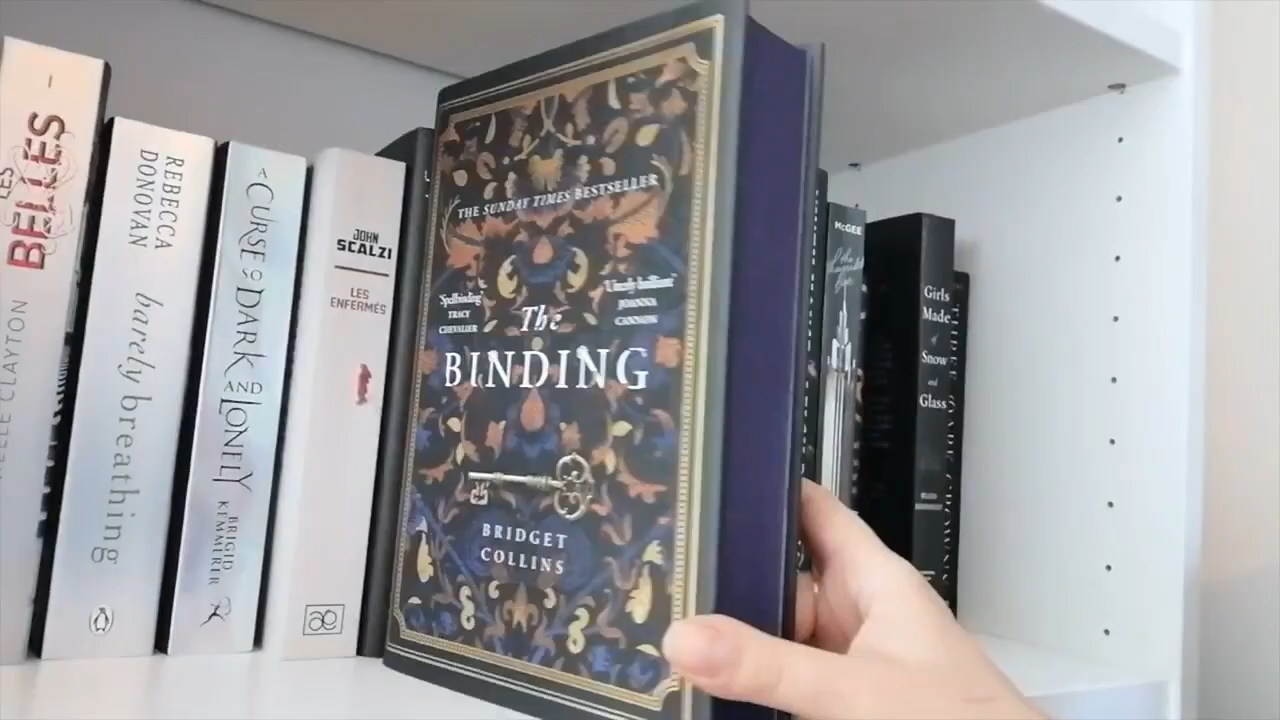 LES
BELLES
ELLE CLAYTON
REBECCA
DONOVAN
barely breathing
A CURSE SO DARK AND LONELY
BRIGID
KEMMERER
JOHN
SCALZI
LES
ENFERMÉS
THE SUNDAY TIMES BESTSELLER
'Spellbinding'
TRACY
CHEVALIER
'Utterly brilliant'
JOANNA
CANNON
The
BINDING
BRIDGET
COLLINS
McGEE
Girls
Made
of
Snow
and
Glass